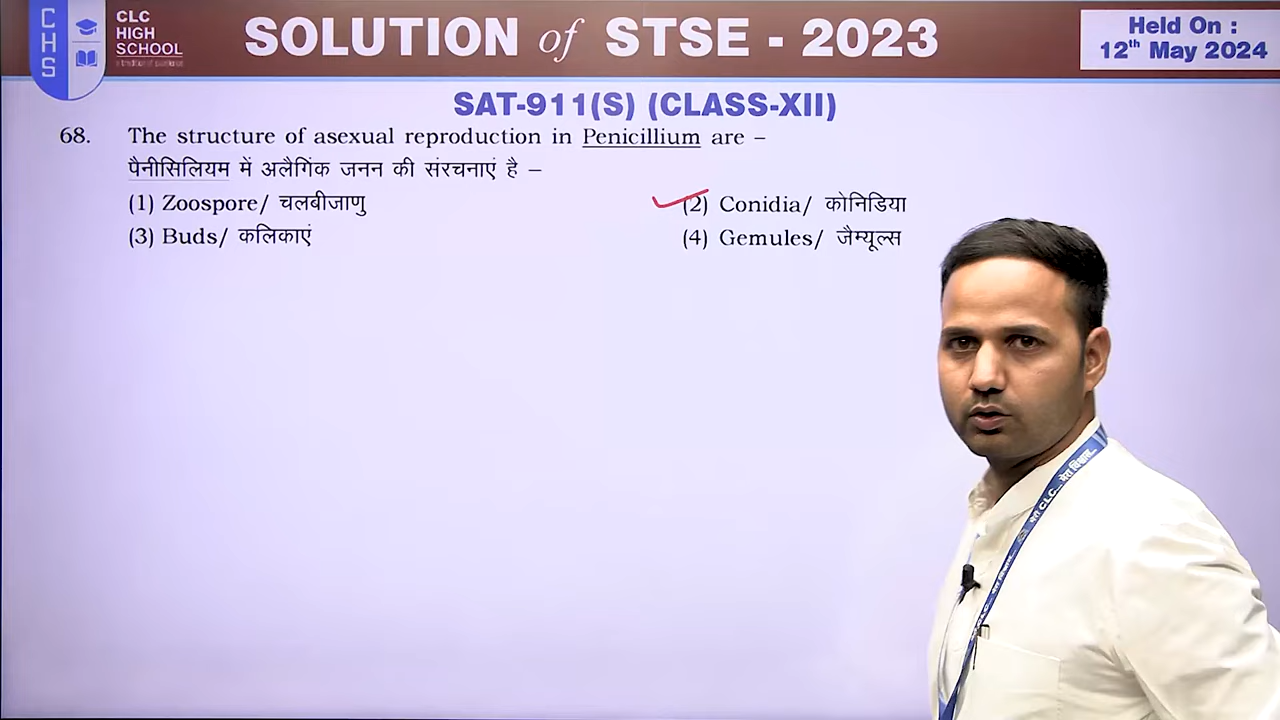 CHS
CLC
HIGH
SCHOOL
SOLUTION of STSE - 2023
Held On :
12th May 2024
SAT-911(S) (CLASS-XII)
68. The structure of asexual reproduction in Penicillium are –
पैनीसिलियम में अलैगिंक जनन की संरचनाएं है –
(1) Zoospore/ चलबीजाणु (2) Conidia/ कोनिडिया
(3) Buds/ कलिकाएं (4) Gemules/ जैम्यूल्स
CLC